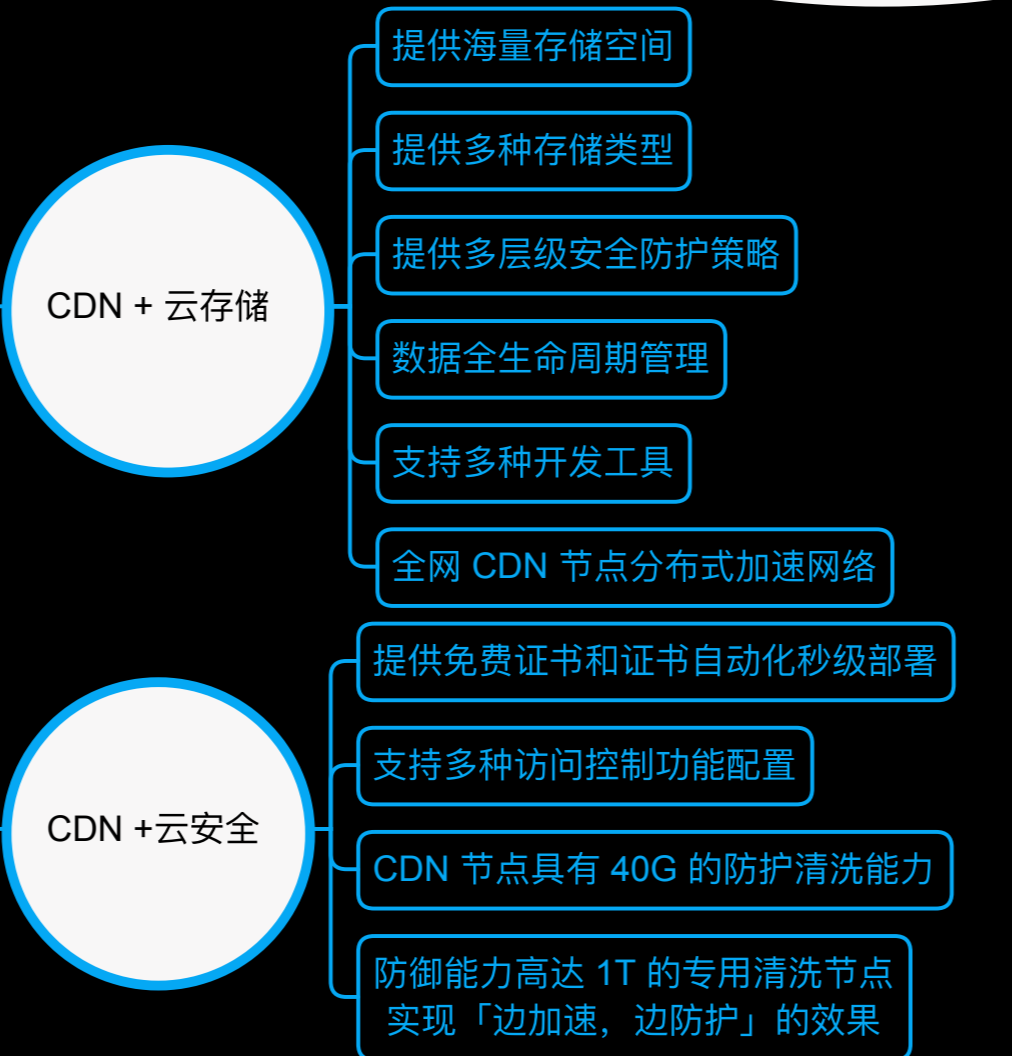 提供海量存储空间
提供多种存储类型
提供多层级安全防护策略
CDN + 云存储
数据全生命周期管理
支持多种开发工具
全网 CDN 节点分布式加速网络
提供免费证书和证书自动化秒级部署
支持多种访问控制功能配置
CDN +云安全
CDN 节点具有 40G 的防护清洗能力
防御能力高达 1T 的专用清洗节点
实现「边加速，边防护」的效果